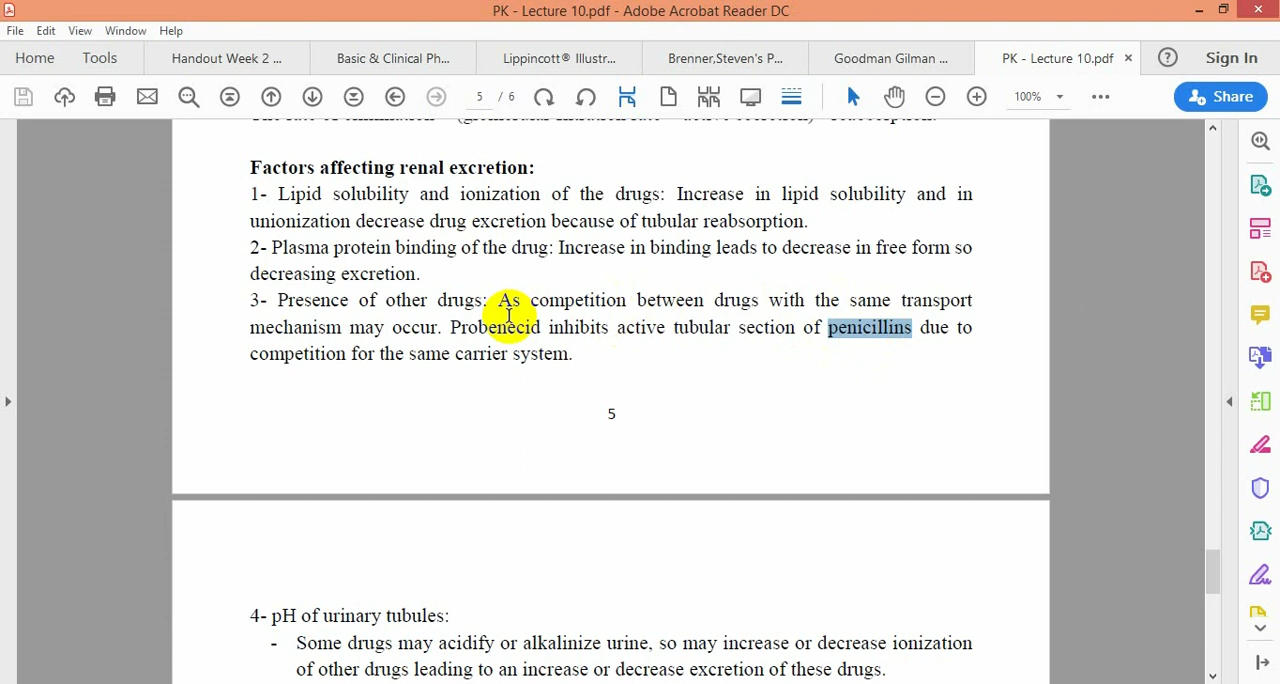 PK - Lecture 10.pdf - Adobe Acrobat Reader DC
File Edit View Window Help
Home Tools Handout Week 2 ... Basic & Clinical Ph... Lippincott® Illustr... Brenner,Steven's P... Goodman Gilman ... PK - Lecture 10.pdf Sign In
5 / 6 100% Share
Factors affecting renal excretion:
1- Lipid solubility and ionization of the drugs: Increase in lipid solubility and in
unionization decrease drug excretion because of tubular reabsorption.
2- Plasma protein binding of the drug: Increase in binding leads to decrease in free form so
decreasing excretion.
3- Presence of other drugs: As competition between drugs with the same transport
mechanism may occur. Probenecid inhibits active tubular section of penicillins due to
competition for the same carrier system.
5
4- pH of urinary tubules:
- Some drugs may acidify or alkalinize urine, so may increase or decrease ionization
of other drugs leading to an increase or decrease excretion of these drugs.